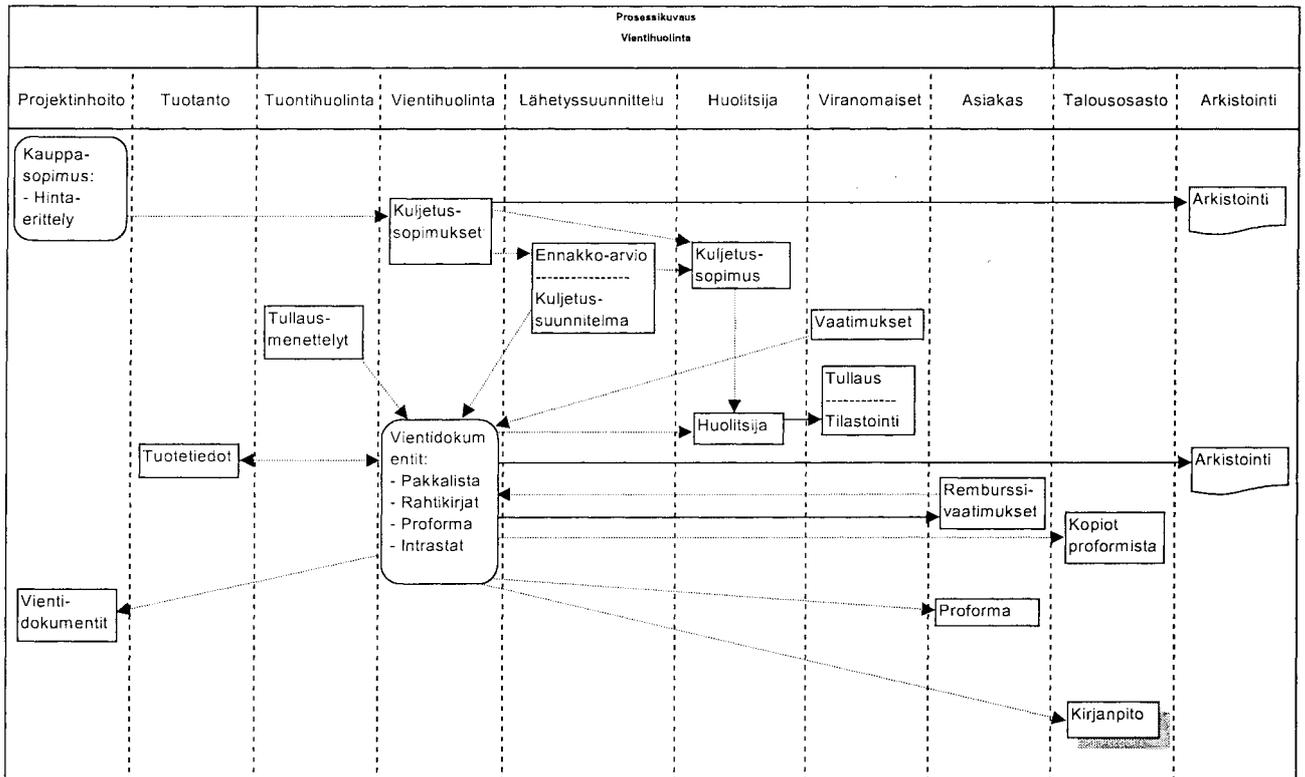 Prosessikuvaus
Vientihuolinta
Projektinhoito
Tuotanto
Tuontihuolinta
Vientihuolinta
Lähetyssuunnittelu
Huolitsija
Viranomaiset
Asiakas
Talousosasto
Arkistointi
Kauppa-
sopimus:
- Hinta-
erittely
Kuljetus-
sopimukset
Arkistointi
Ennakko-arvio
Kuljetus-
suunnitelma
Kuljetus-
sopimus
Tullaus-
menettelyt
Vaatimukset
Tullaus
Tilastointi
Huolitsija
Tuotetiedot
Vientidokum
entit:
- Pakkalista
- Rahtikirjat
- Proforma
- Intrastat
Arkistointi
Remburssi-
vaatimukset
Kopiot
proformista
Vienti-
dokumentit
Proforma
Kirjanpito